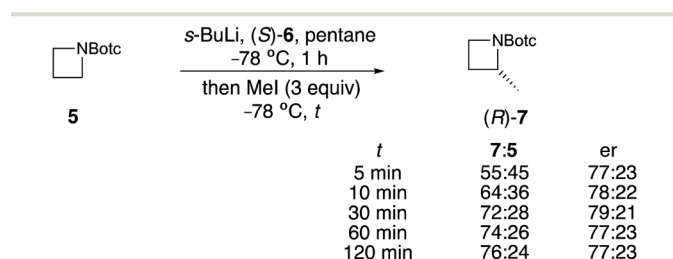 s-BuLi, (S)-6, pentane
–78 ºC, 1 h
then MeI (3 equiv)
–78 ºC, t
NBotc
5
NBotc
(R)-7
t 7:5 er
5 min 55:45 77:23
10 min 64:36 78:22
30 min 72:28 79:21
60 min 74:26 77:23
120 min 76:24 77:23